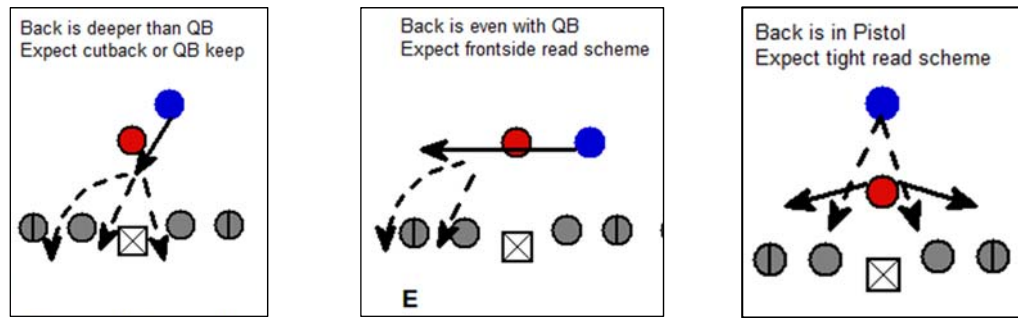 Back is deeper than QB
Expect cutback or QB keep
Back is even with QB
Expect frontside read scheme
E
Back is in Pistol
Expect tight read scheme